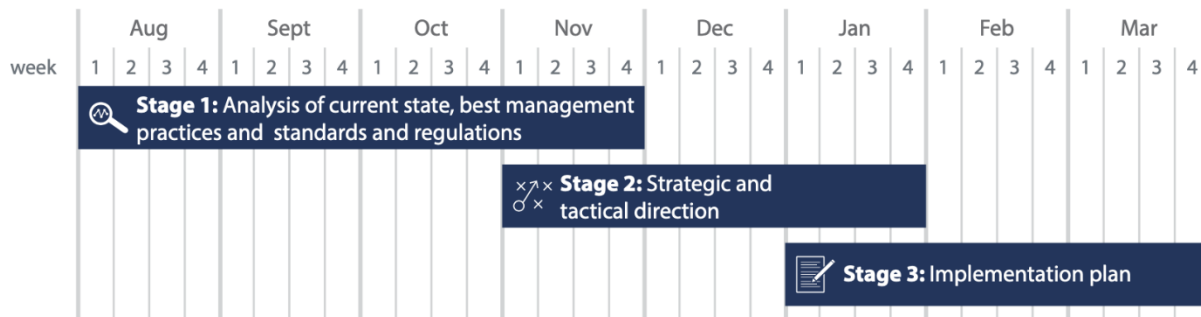 Aug Sept Oct Nov Dec Jan Feb Mar
week 1 2 3 4 1 2 3 4 1 2 3 4 1 2 3 4 1 2 3 4 1 2 3 4 1 2 3 4 1 2 3 4
Stage 1: Analysis of current state, best management
practices and standards and regulations
Stage 2: Strategic and
tactical direction
Stage 3: Implementation plan